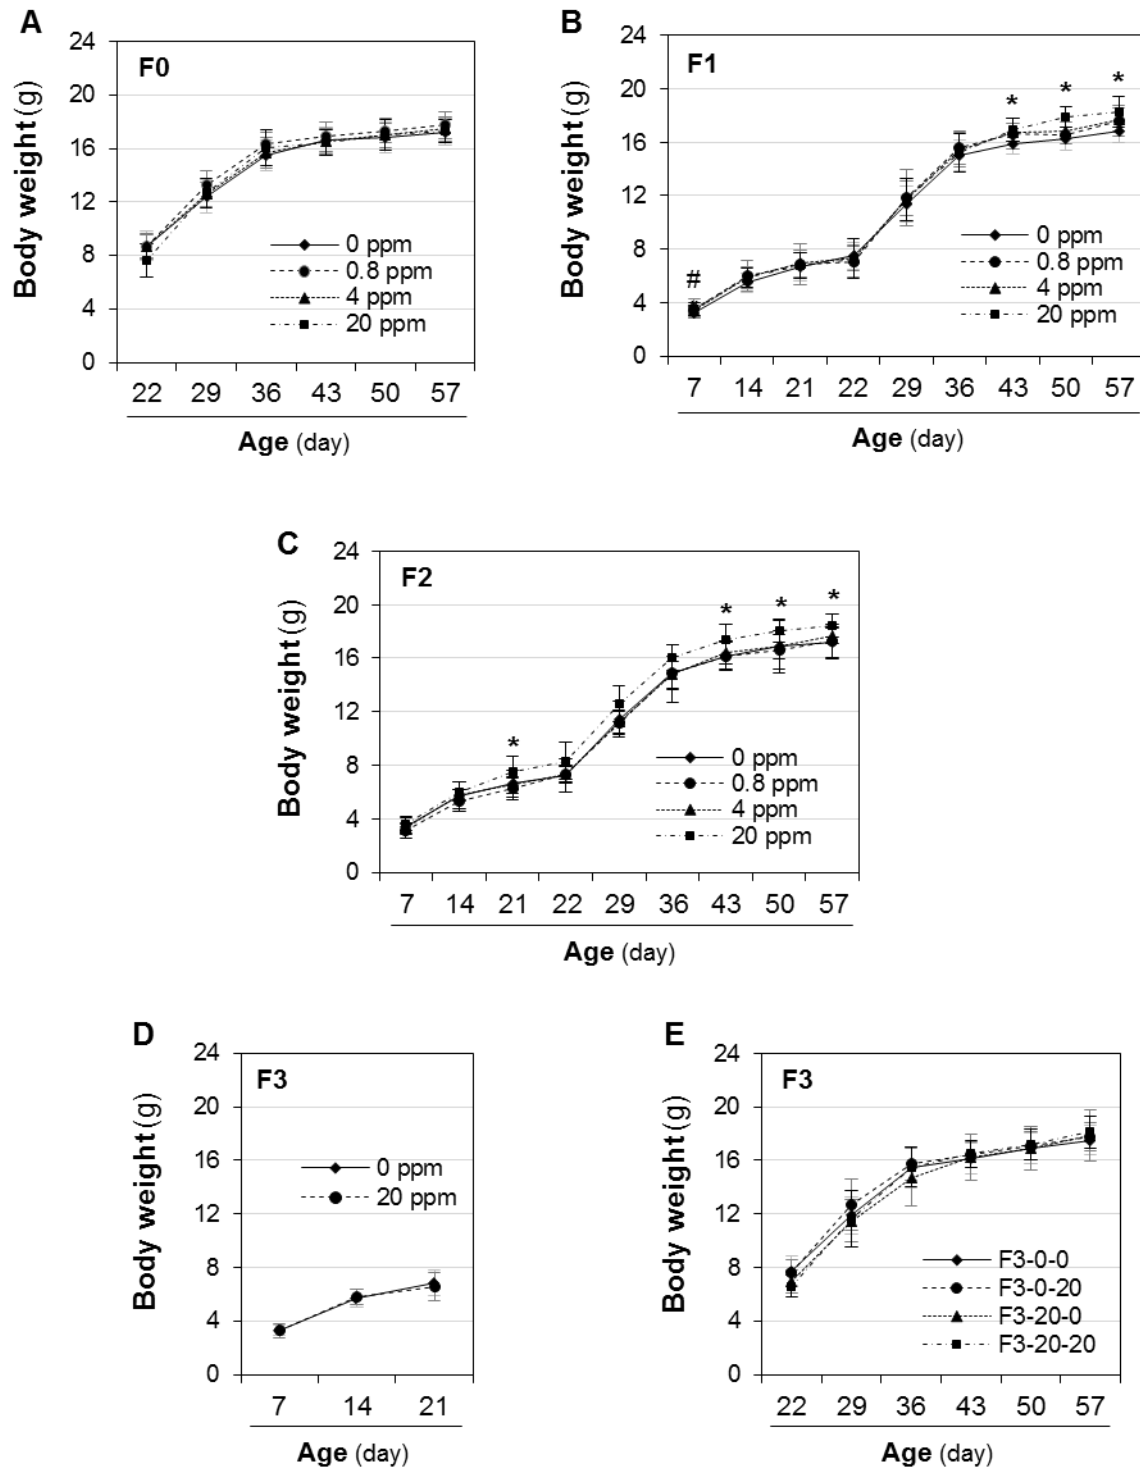 A
F0
Body weight (g)
24
20
16
12
8
4
0
0 ppm
0.8 ppm
4 ppm
20 ppm
22 29 36 43 50 57
Age (day)
B
F1
Body weight (g)
24
20
16
12
8
4
0
#
* * *
0 ppm
0.8 ppm
4 ppm
20 ppm
7 14 21 22 29 36 43 50 57
Age (day)
C
F2
Body weight (g)
24
20
16
12
8
4
0
* * * *
0 ppm
0.8 ppm
4 ppm
20 ppm
7 14 21 22 29 36 43 50 57
Age (day)
D
F3
Body weight (g)
24
20
16
12
8
4
0
0 ppm
20 ppm
7 14 21
Age (day)
E
F3
Body weight (g)
24
20
16
12
8
4
0
F3-0-0
F3-0-20
F3-20-0
F3-20-20
22 29 36 43 50 57
Age (day)